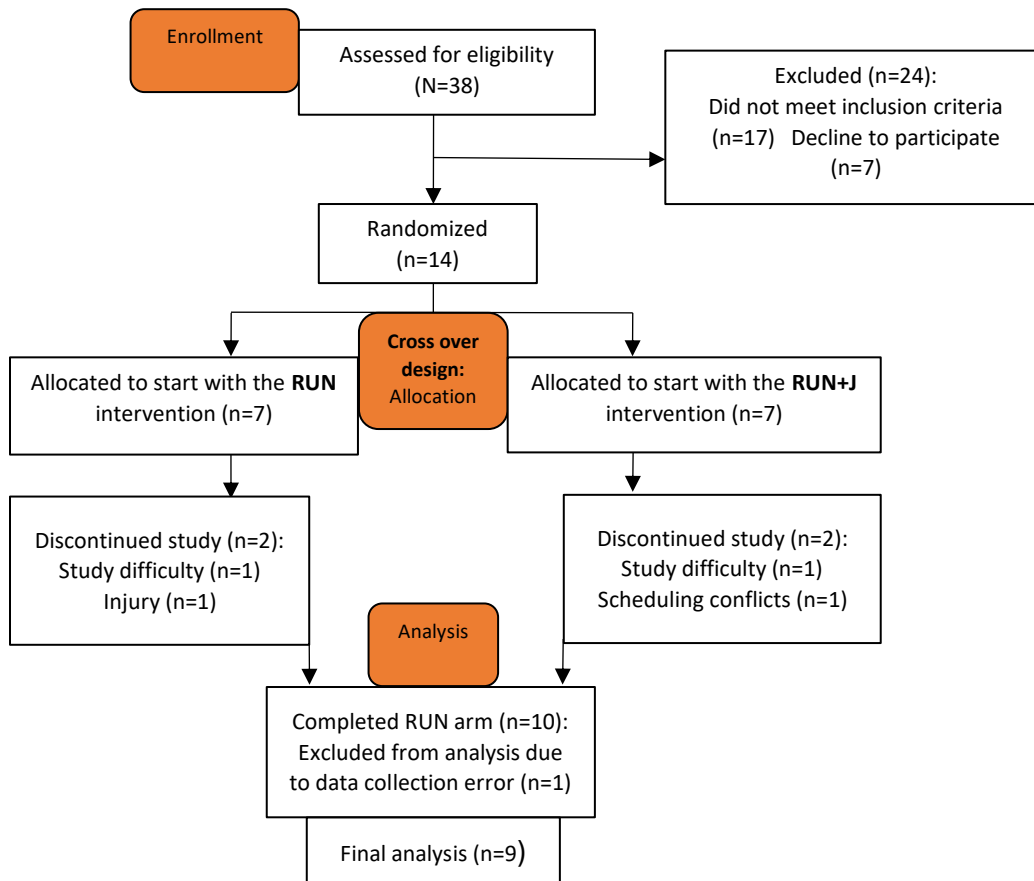 Enrollment
Assessed for eligibility
(N=38)
Excluded (n=24):
Did not meet inclusion criteria
(n=17) Decline to participate
(n=7)
Randomized
(n=14)
Cross over
design:
Allocation
Allocated to start with the RUN
intervention (n=7)
Allocated to start with the RUN+J
intervention (n=7)
Discontinued study (n=2):
Study difficulty (n=1)
Injury (n=1)
Discontinued study (n=2):
Study difficulty (n=1)
Scheduling conflicts (n=1)
Analysis
Completed RUN arm (n=10):
Excluded from analysis due
to data collection error (n=1)
Final analysis (n=9)